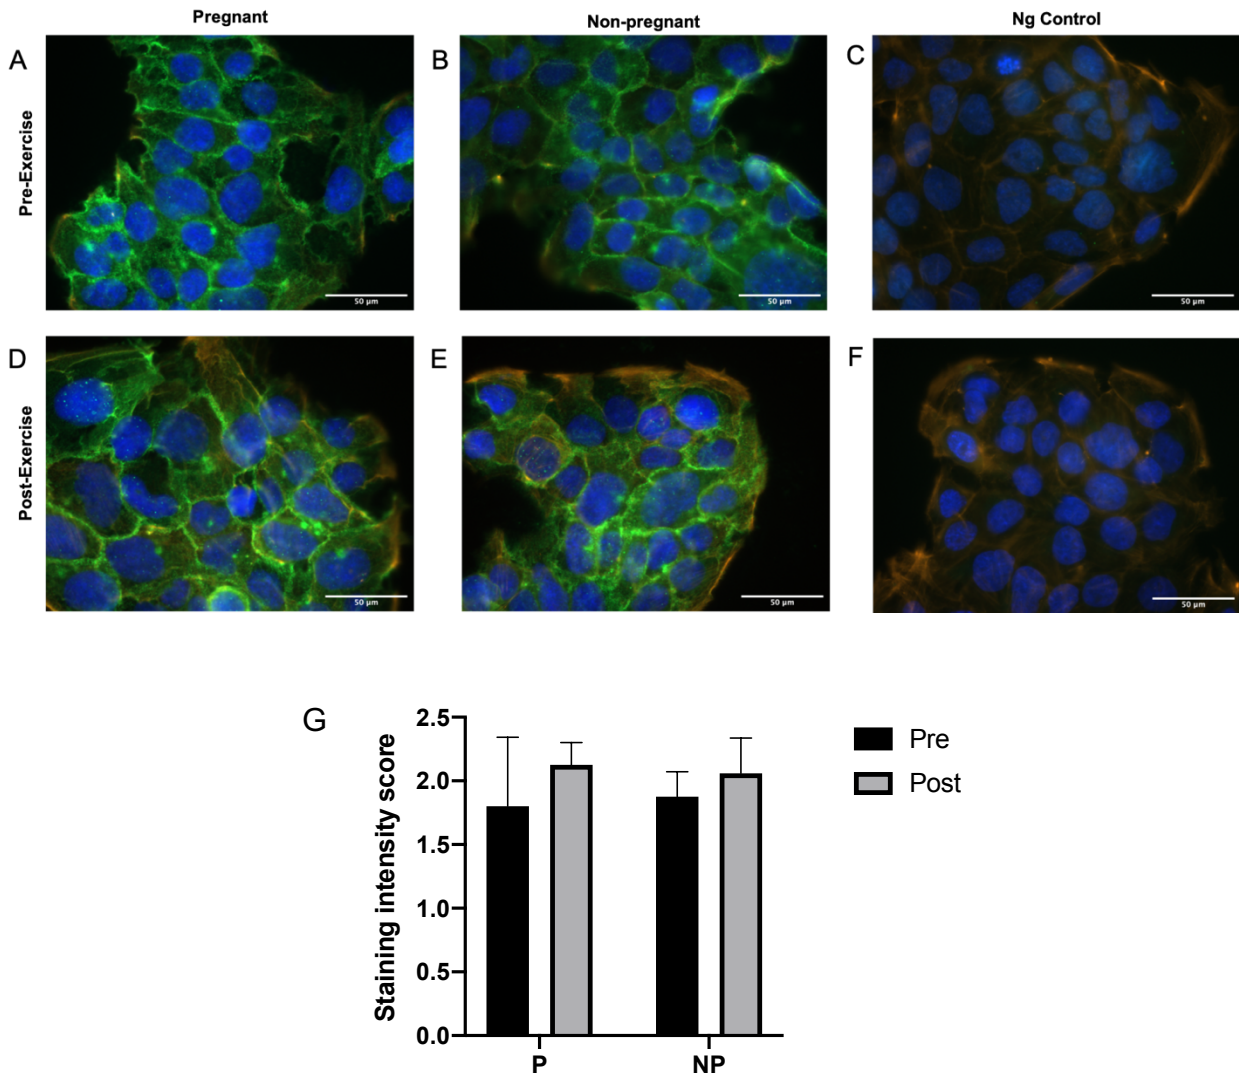 Pregnant
Non-pregnant
Ng Control
A
B
C
Pre-Exercise
50 µm
50 µm
50 µm
D
E
F
Post-Exercise
50 µm
50 µm
50 µm
G
Staining intensity score
2.5
2.0
1.5
1.0
0.5
0.0
P
NP
Pre
Post